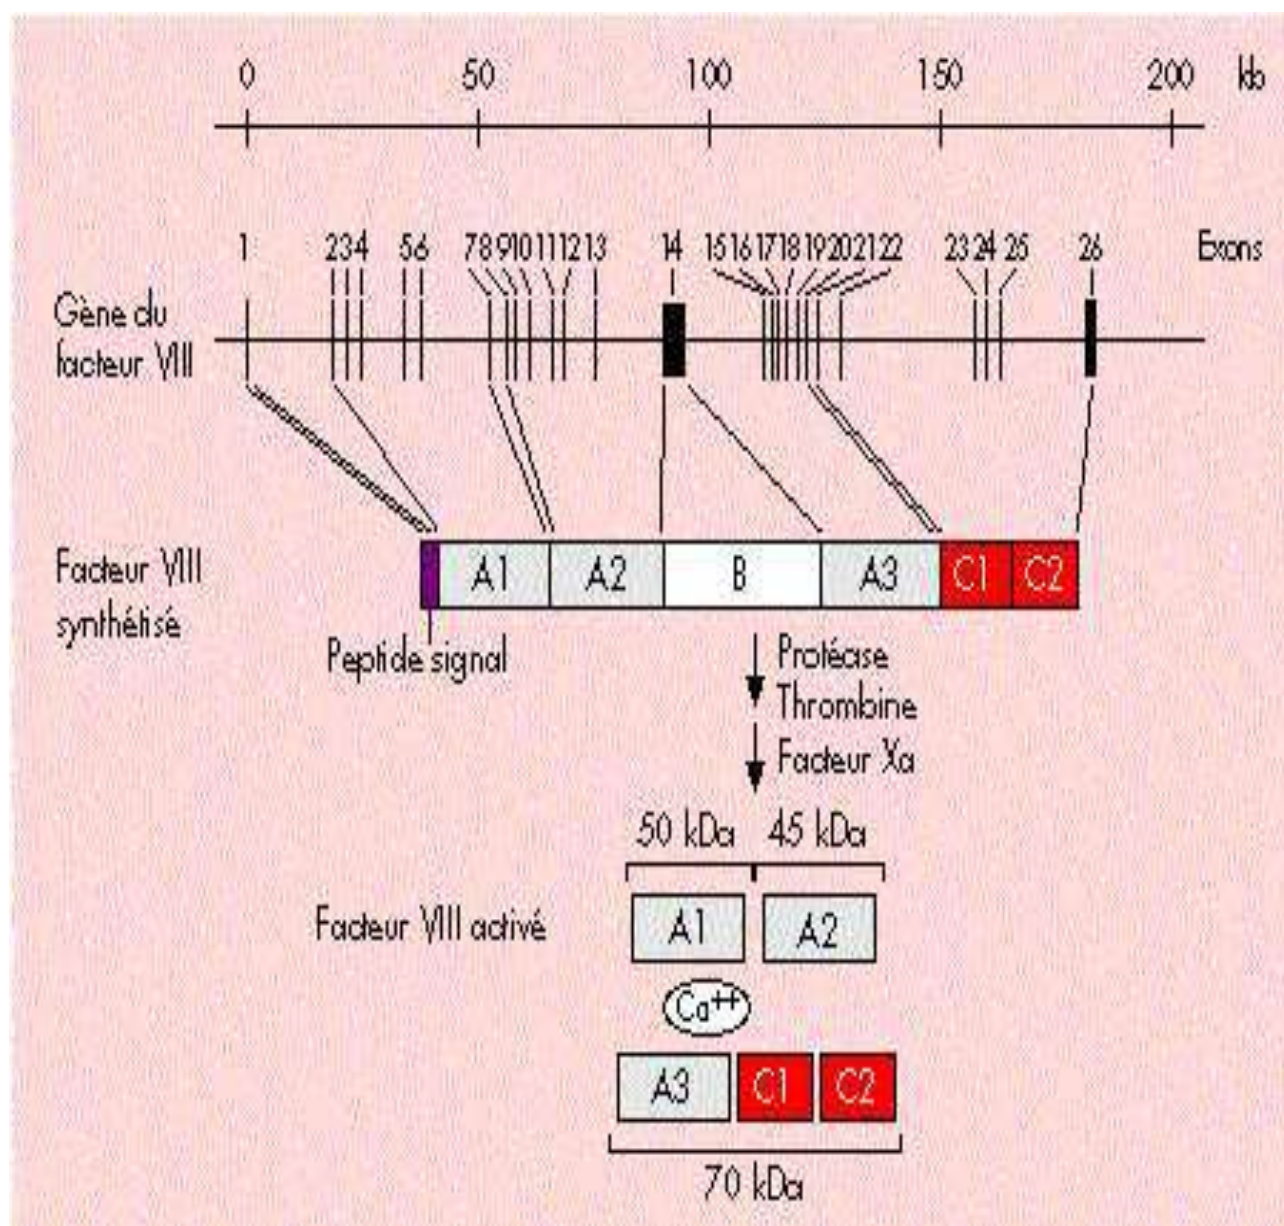 0 50 100 150 200 kb
1 2 3 4 5 6 7 8 9 10 11 12 13 14 15 16 17 18 19 20 21 22 23 24 25 26 Exons
Gène du
facteur VIII
Facteur VIII
synthétisé
A1 A2 B A3 C1 C2
Peptide signal
Protéase
Thrombine
Facteur Xa
50 kDa 45 kDa
Facteur VIII activé
A1 A2
Ca++
A3 C1 C2
70 kDa